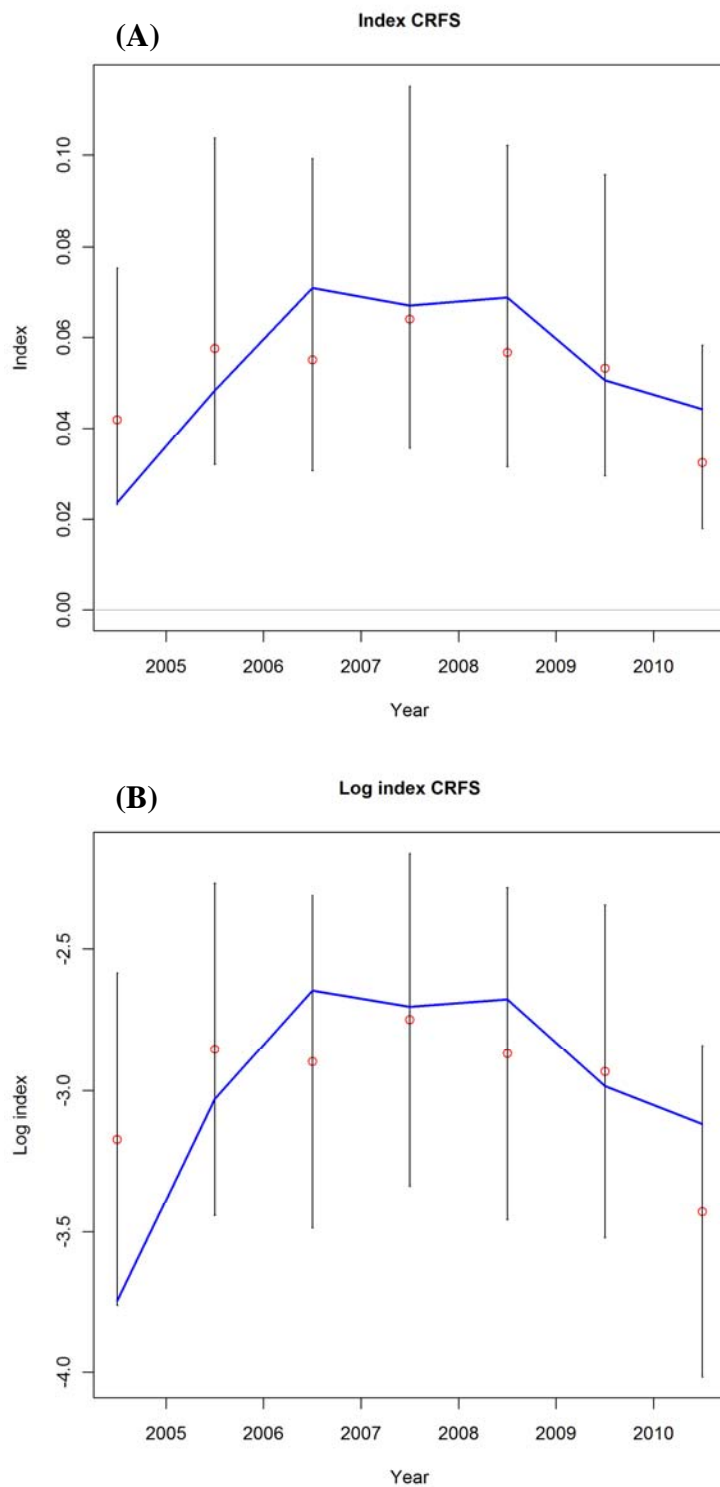 (A)
Index CRFS
Index
0.10
0.08
0.06
0.04
0.02
0.00
2005 2006 2007 2008 2009 2010
Year
(B)
Log index CRFS
Log index
-2.5
-3.0
-3.5
-4.0
2005 2006 2007 2008 2009 2010
Year